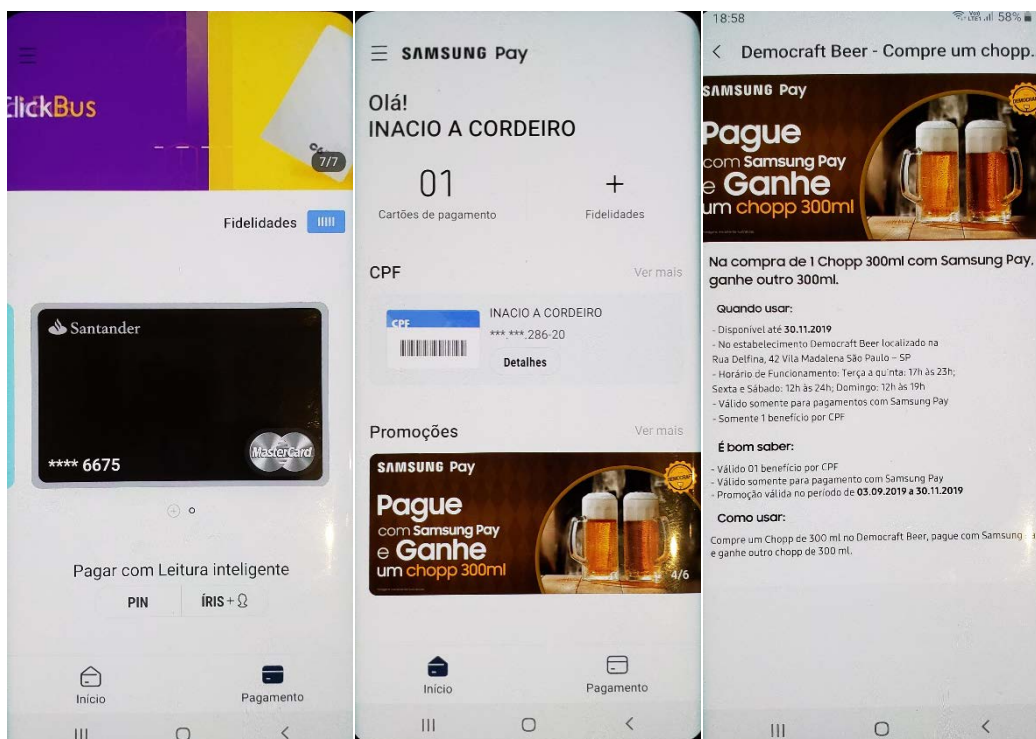 ClickBus
7/7
Fidelidades
Santander
**** 6675
MasterCard
Pagar com Leitura inteligente
PIN
ÍRIS+
Início
Pagamento
SAMSUNG Pay
Olá!
INACIO A CORDEIRO
01
+
Cartões de pagamento
Fidelidades
CPF
Ver mais
CPF
INACIO A CORDEIRO
***.***.286-20
Detalhes
Promoções
Ver mais
SAMSUNG Pay
Pague
com Samsung Pay
e Ganhe
um chopp 300ml
4/6
Início
Pagamento
18:58
58%
Democraft Beer - Compre um chopp.
SAMSUNG Pay
Pague
com Samsung Pay
e Ganhe
um chopp 300ml
Na compra de 1 Chopp 300ml com Samsung Pay,
ganhe outro 300ml.
Quando usar:
- Disponível até 30.11.2019
- No estabelecimento Democraft Beer localizado na
Rua Delfina, 42 Vila Madalena São Paulo – SP
- Horário de Funcionamento: Terça a quinta: 17h às 23h;
Sexta e Sábado: 12h às 24h; Domingo: 12h às 19h
- Válido somente para pagamentos com Samsung Pay
- Somente 1 benefício por CPF
É bom saber:
- Válido 01 benefício por CPF
- Válido somente para pagamento com Samsung Pay
- Promoção válida no período de 03.09.2019 a 30.11.2019
Como usar:
Compre um Chopp de 300 ml no Democraft Beer, pague com Samsung
e ganhe outro chopp de 300 ml.